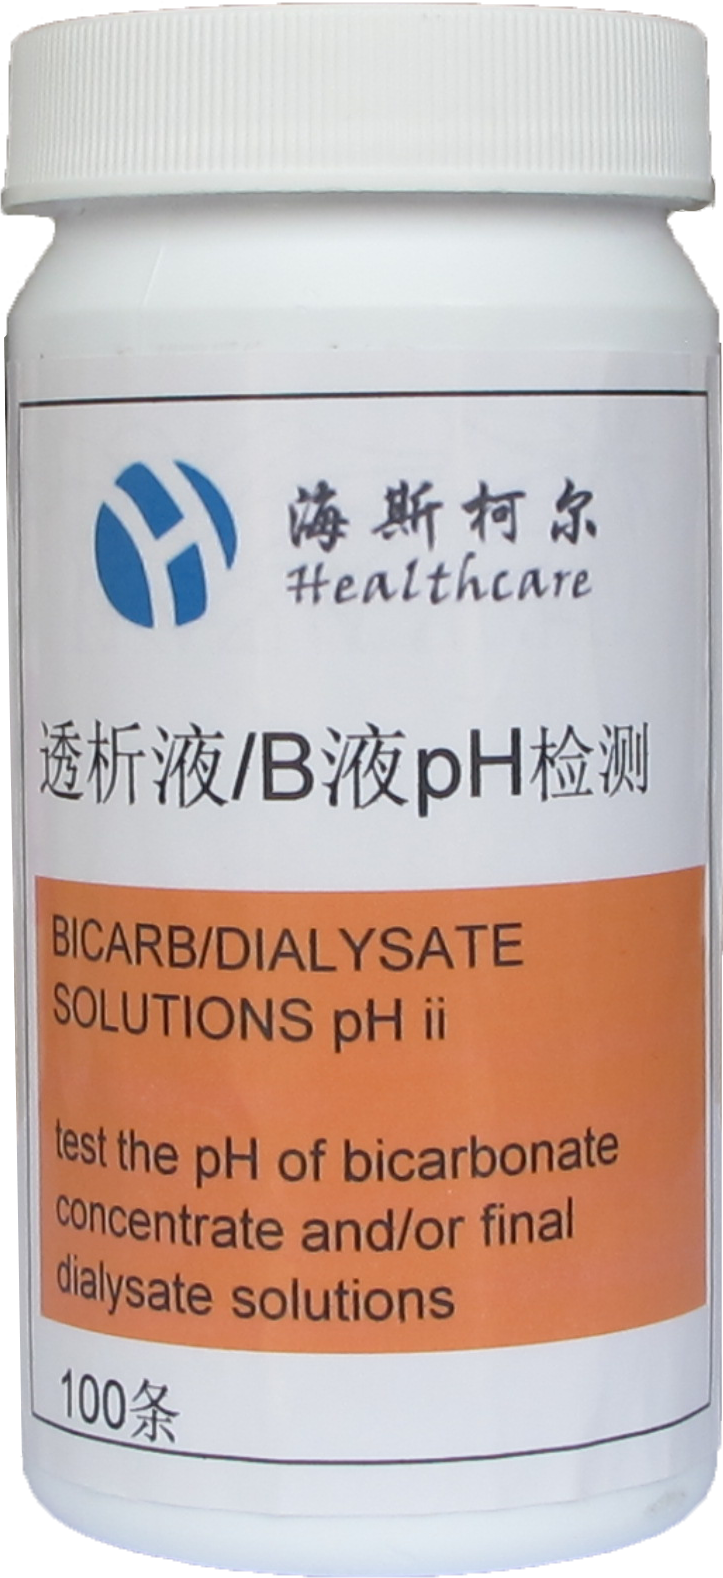 海斯柯尔
Healthcare
透析液/B液pH检测
BICARB/DIALYSATE
SOLUTIONS pH ii
test the pH of bicarbonate
concentrate and/or final
dialysate solutions
100条